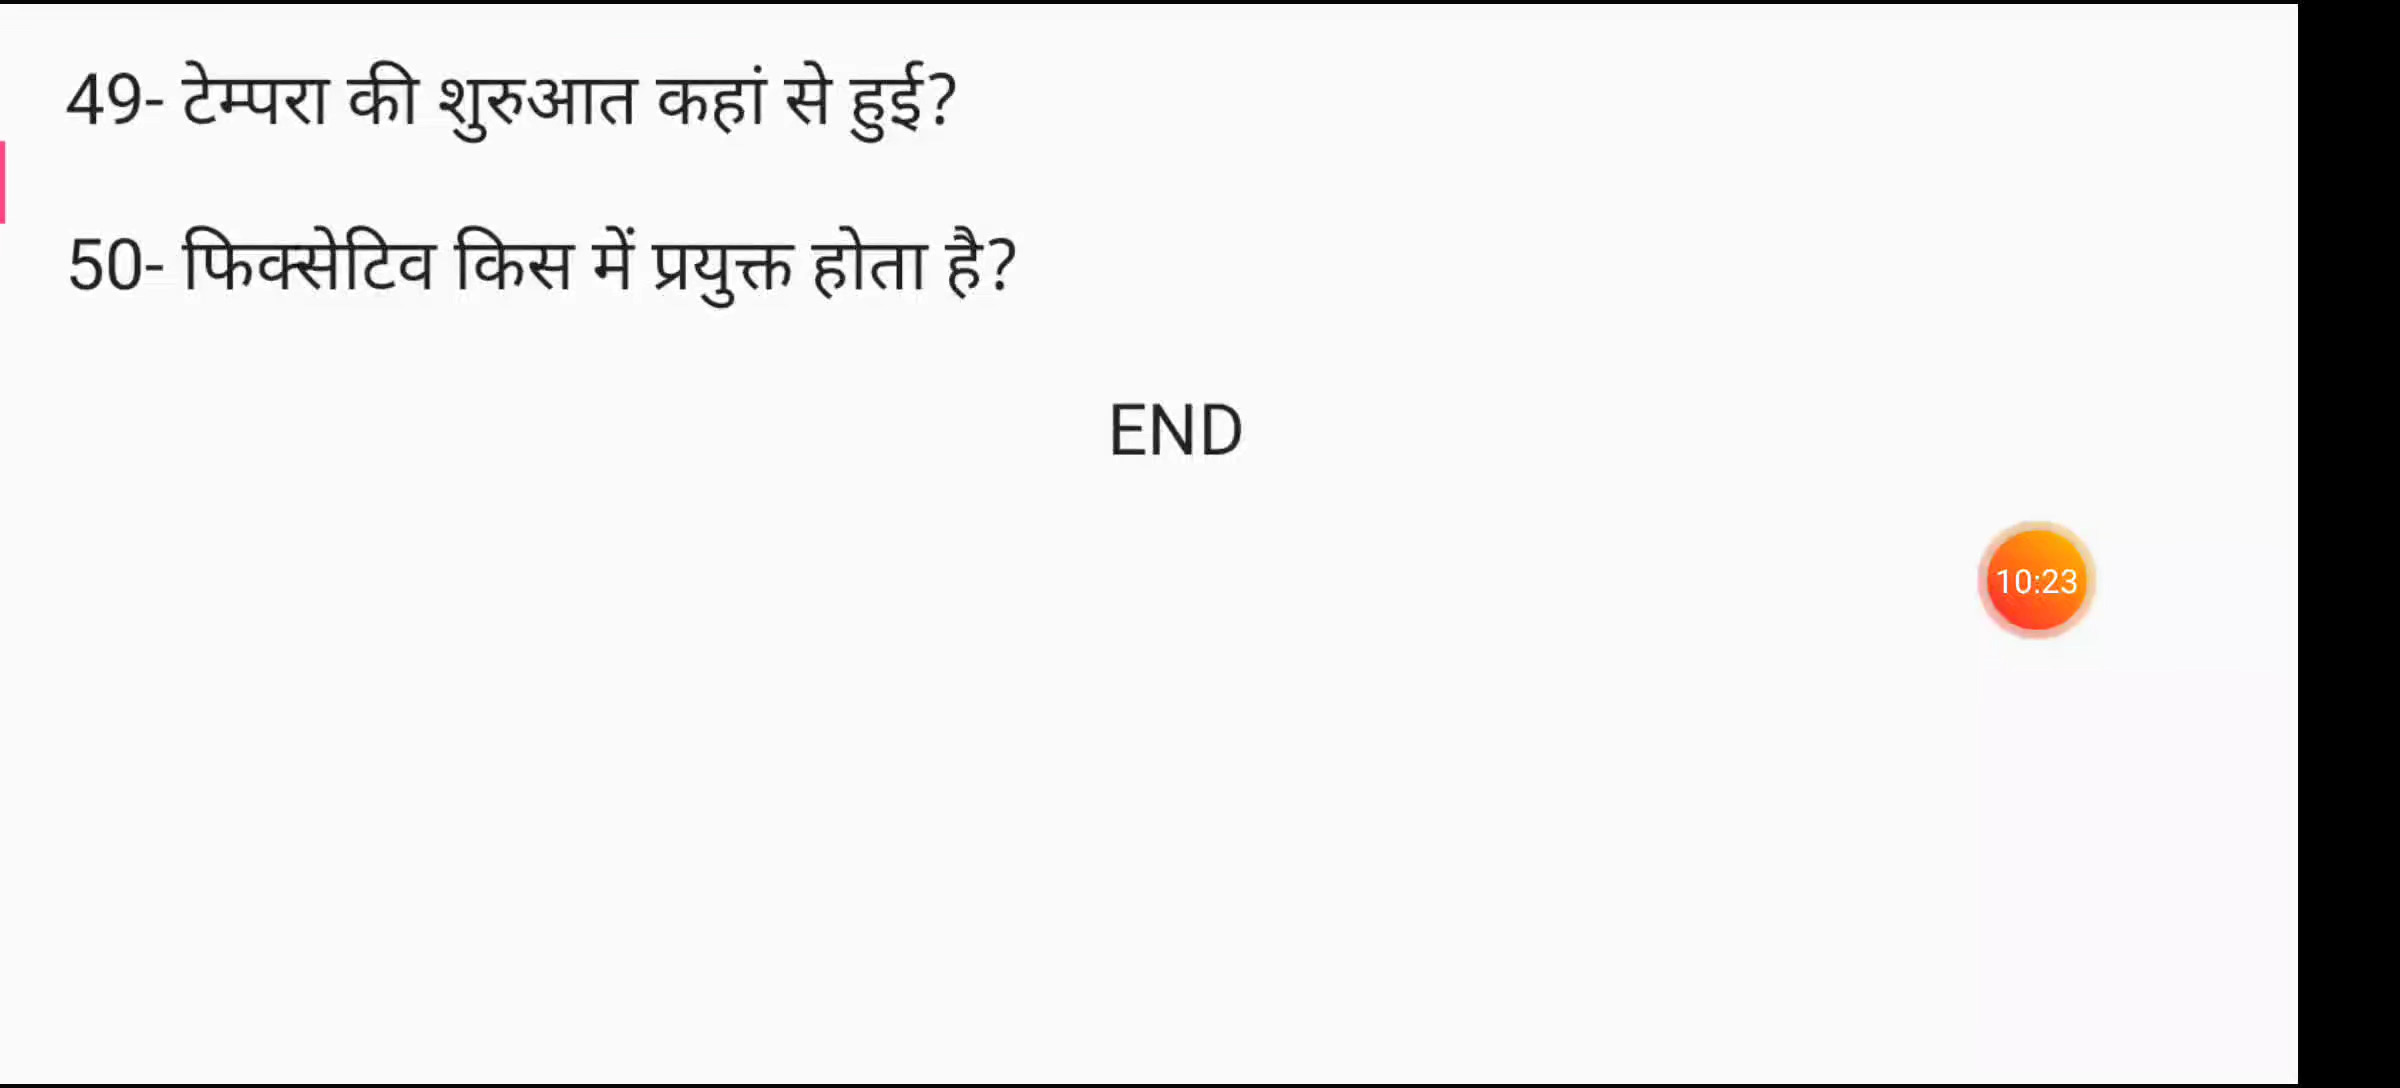 49- टेम्परा की शुरुआत कहां से हुई?
50- फिक्सेटिव किस में प्रयुक्त होता है?
END
10:23